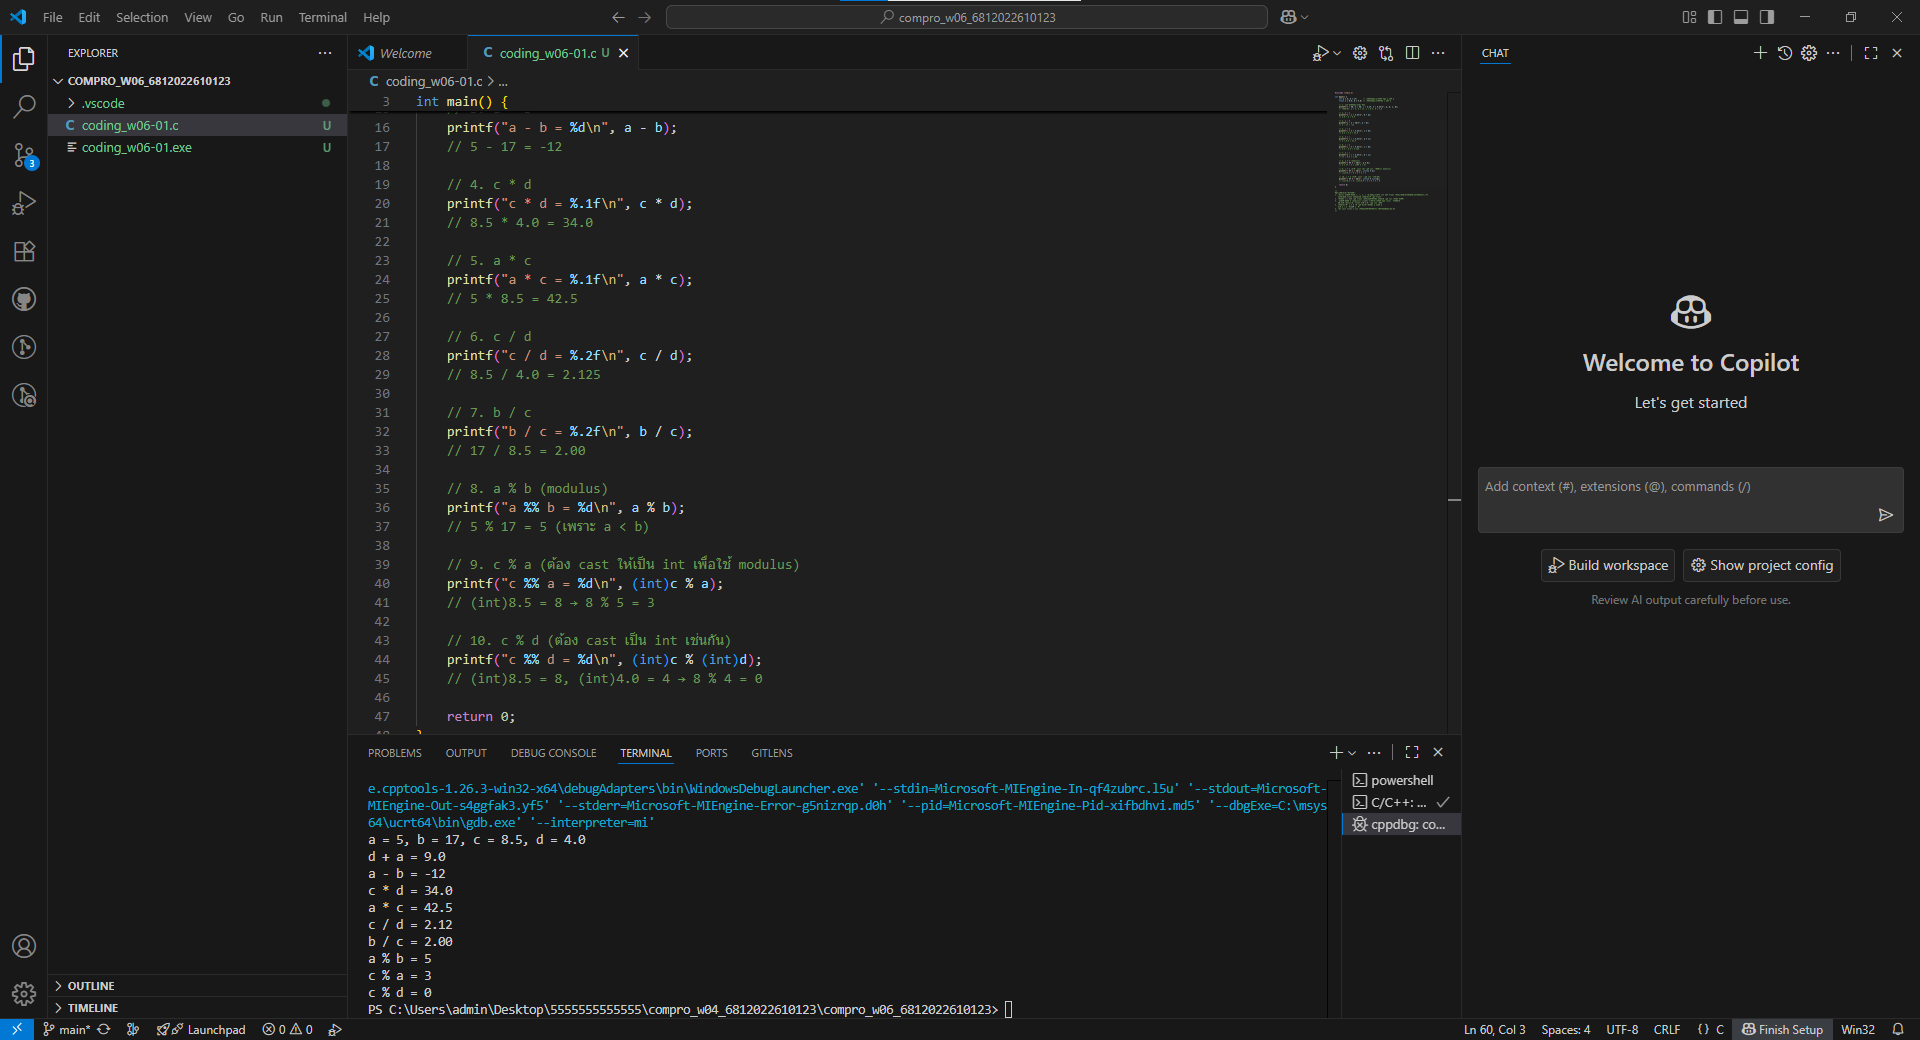 File Edit Selection View Go Run Terminal Help
compro_w06_6812022610123
EXPLORER
COMPRO_W06_6812022610123
.vscode
C coding_w06-01.c U
coding_w06-01.exe U
3
Welcome
C coding_w06-01.c U
C coding_w06-01.c > ...
3 int main() {
16 printf("a - b = %d\n", a - b);
17 // 5 - 17 = -12
18
19 // 4. c * d
20 printf("c * d = %.1f\n", c * d);
21 // 8.5 * 4.0 = 34.0
22
23 // 5. a * c
24 printf("a * c = %.1f\n", a * c);
25 // 5 * 8.5 = 42.5
26
27 // 6. c / d
28 printf("c / d = %.2f\n", c / d);
29 // 8.5 / 4.0 = 2.125
30
31 // 7. b / c
32 printf("b / c = %.2f\n", b / c);
33 // 17 / 8.5 = 2.00
34
35 // 8. a % b (modulus)
36 printf("a %% b = %d\n", a % b);
37 // 5 % 17 = 5 (เพราะ a < b)
38
39 // 9. c % a (ต้อง cast ให้เป็น int เพื่อใช้ modulus)
40 printf("c %% a = %d\n", (int)c % a);
41 // (int)8.5 = 8 → 8 % 5 = 3
42
43 // 10. c % d (ต้อง cast เป็น int เช่นกัน)
44 printf("c %% d = %d\n", (int)c % (int)d);
45 // (int)8.5 = 8, (int)4.0 = 4 → 8 % 4 = 0
46
47 return 0;
PROBLEMS OUTPUT DEBUG CONSOLE TERMINAL PORTS GITLENS
e.cpptools-1.26.3-win32-x64\debugAdapters\bin\WindowsDebugLauncher.exe' '--stdin=Microsoft-MIEngine-In-qf4zubrc.l5u' '--stdout=Microsoft-
MIEngine-Out-s4ggfak3.yf5' '--stderr=Microsoft-MIEngine-Error-g5nizrqp.d0h' '--pid=Microsoft-MIEngine-Pid-xifbdhvi.md5' '--dbgExe=C:\msys
64\ucrt64\bin\gdb.exe' '--interpreter=mi'
a = 5, b = 17, c = 8.5, d = 4.0
d + a = 9.0
a - b = -12
c * d = 34.0
a * c = 42.5
c / d = 2.12
b / c = 2.00
a % b = 5
c % a = 3
c % d = 0
PS C:\Users\admin\Desktop\5555555555555\compro_w04_6812022610123\compro_w06_6812022610123>
powershell
C/C++: ...
cppdbg: co...
CHAT
Welcome to Copilot
Let's get started
Add context (#), extensions (@), commands (/)
Build workspace
Show project config
Review AI output carefully before use.
OUTLINE
TIMELINE
main* Launchpad 0 0
Ln 60, Col 3 Spaces: 4 UTF-8 CRLF {} C Finish Setup Win32